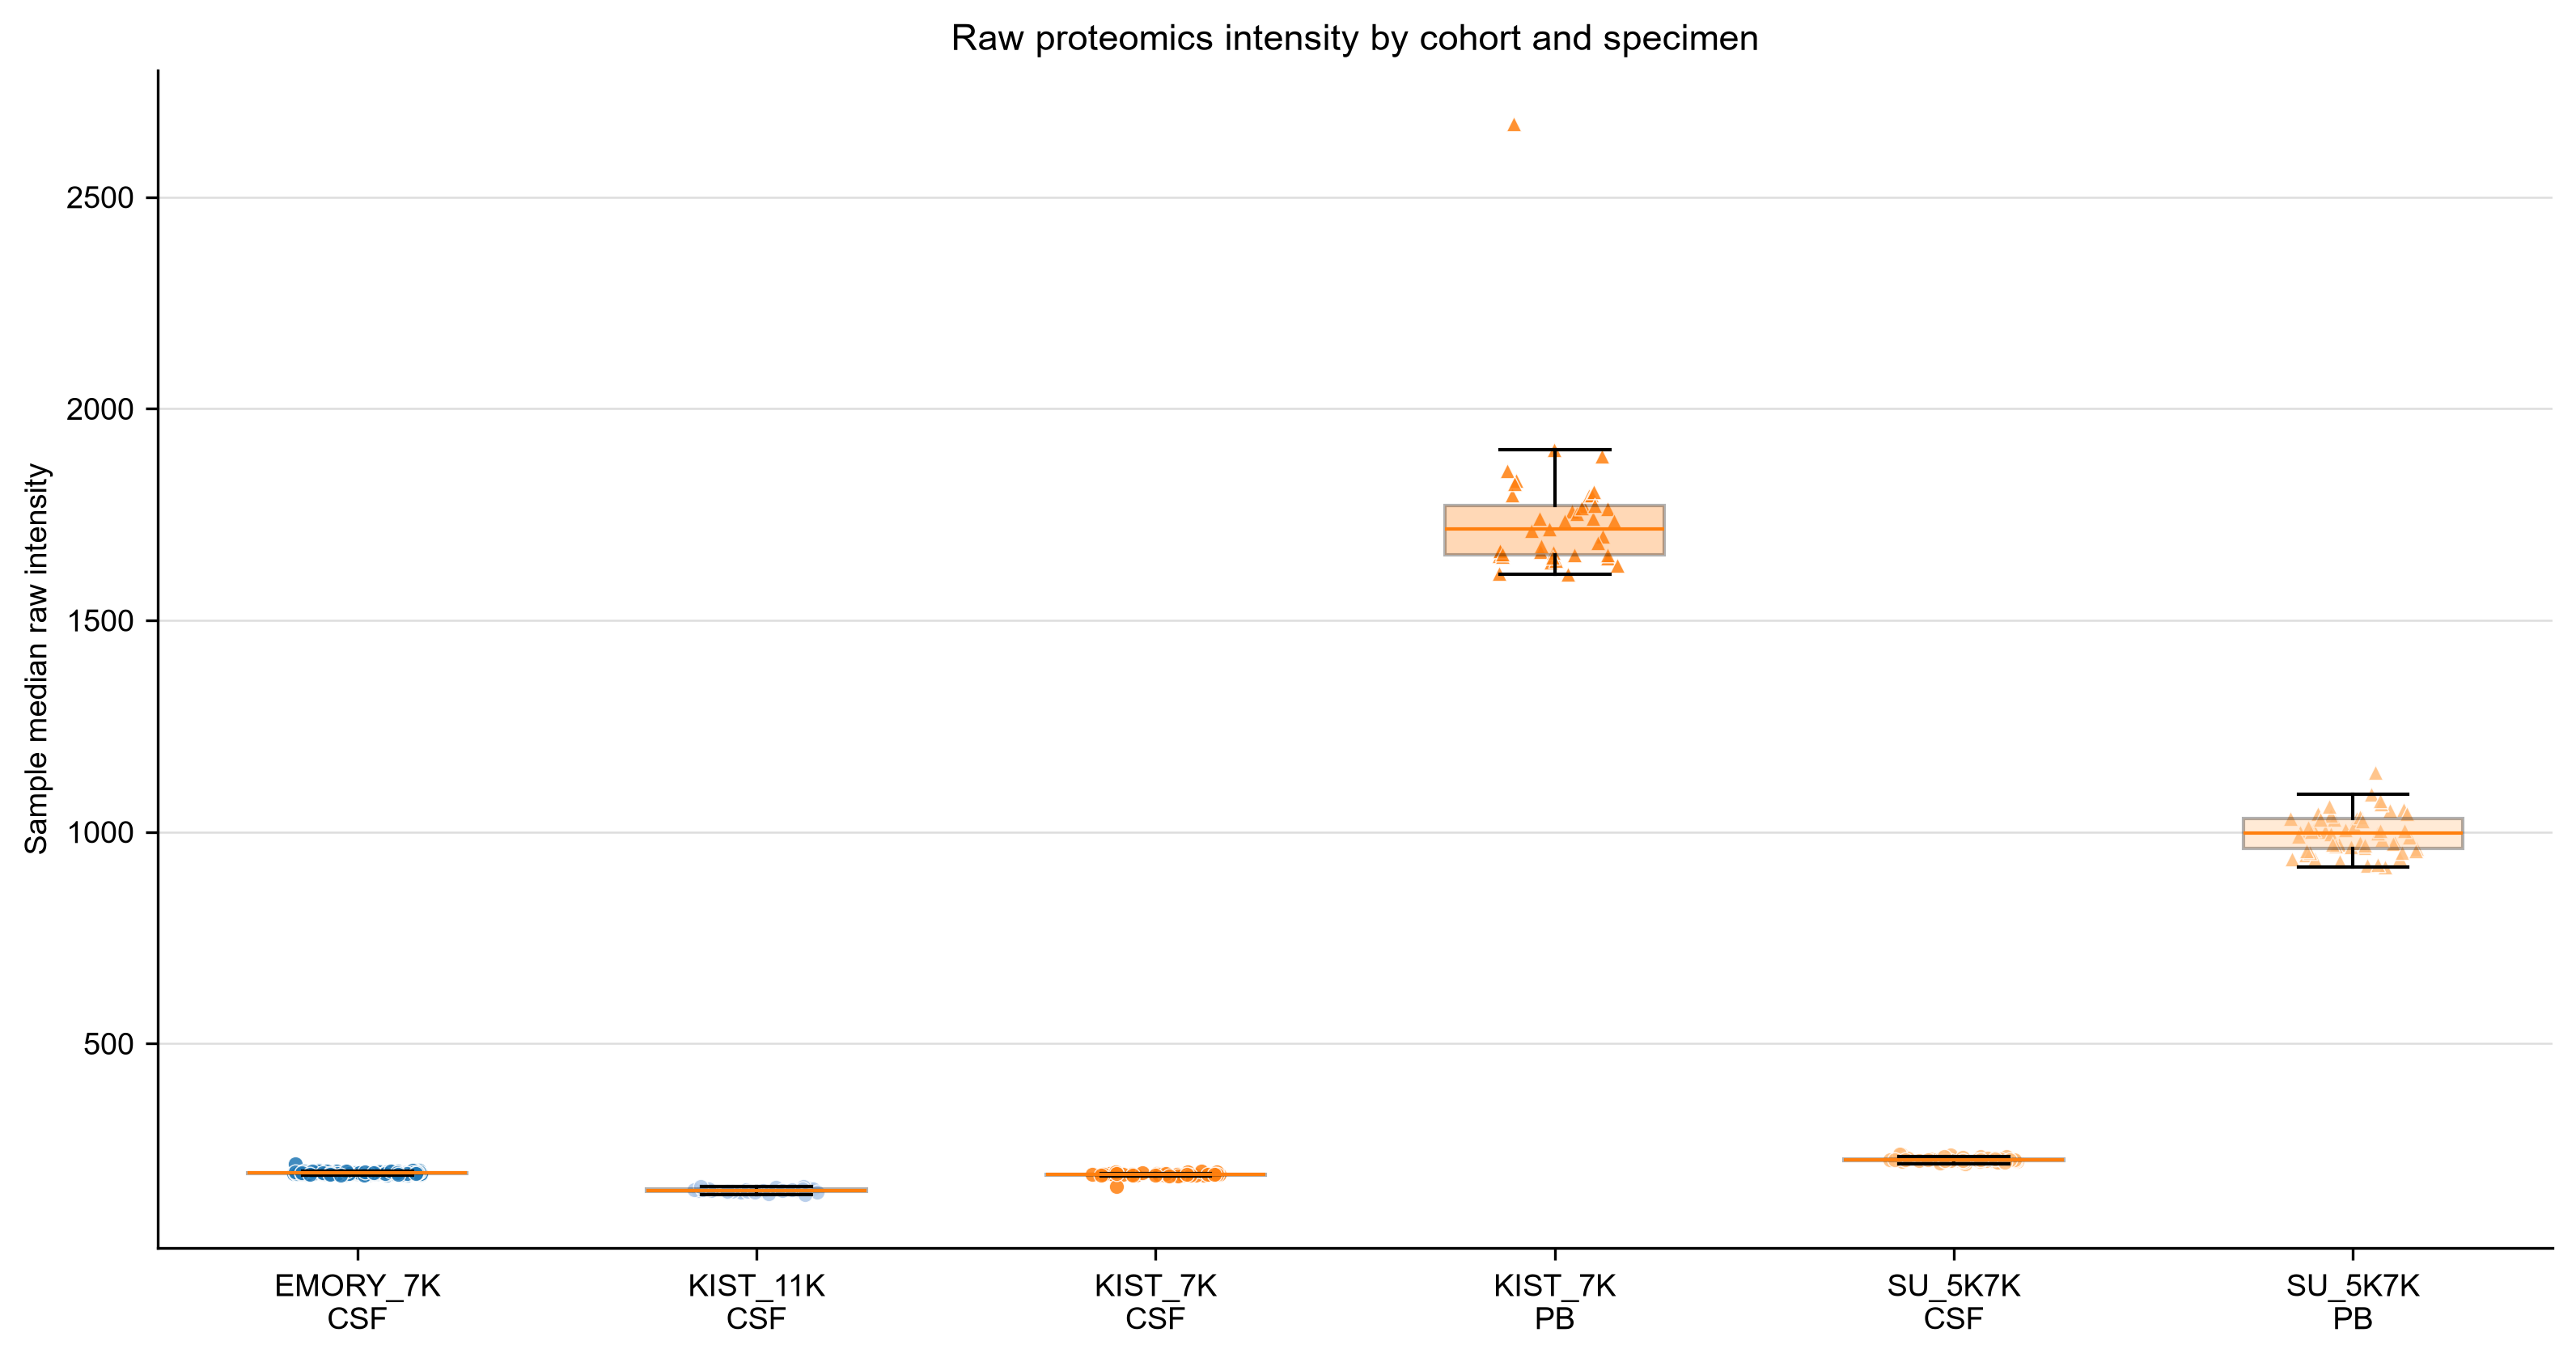 Raw proteomics intensity by cohort and specimen
Sample median raw intensity
2500
2000
1500
1000
500
EMORY_7K
CSF
KIST_11K
CSF
KIST_7K
CSF
KIST_7K
PB
SU_5K7K
CSF
SU_5K7K
PB